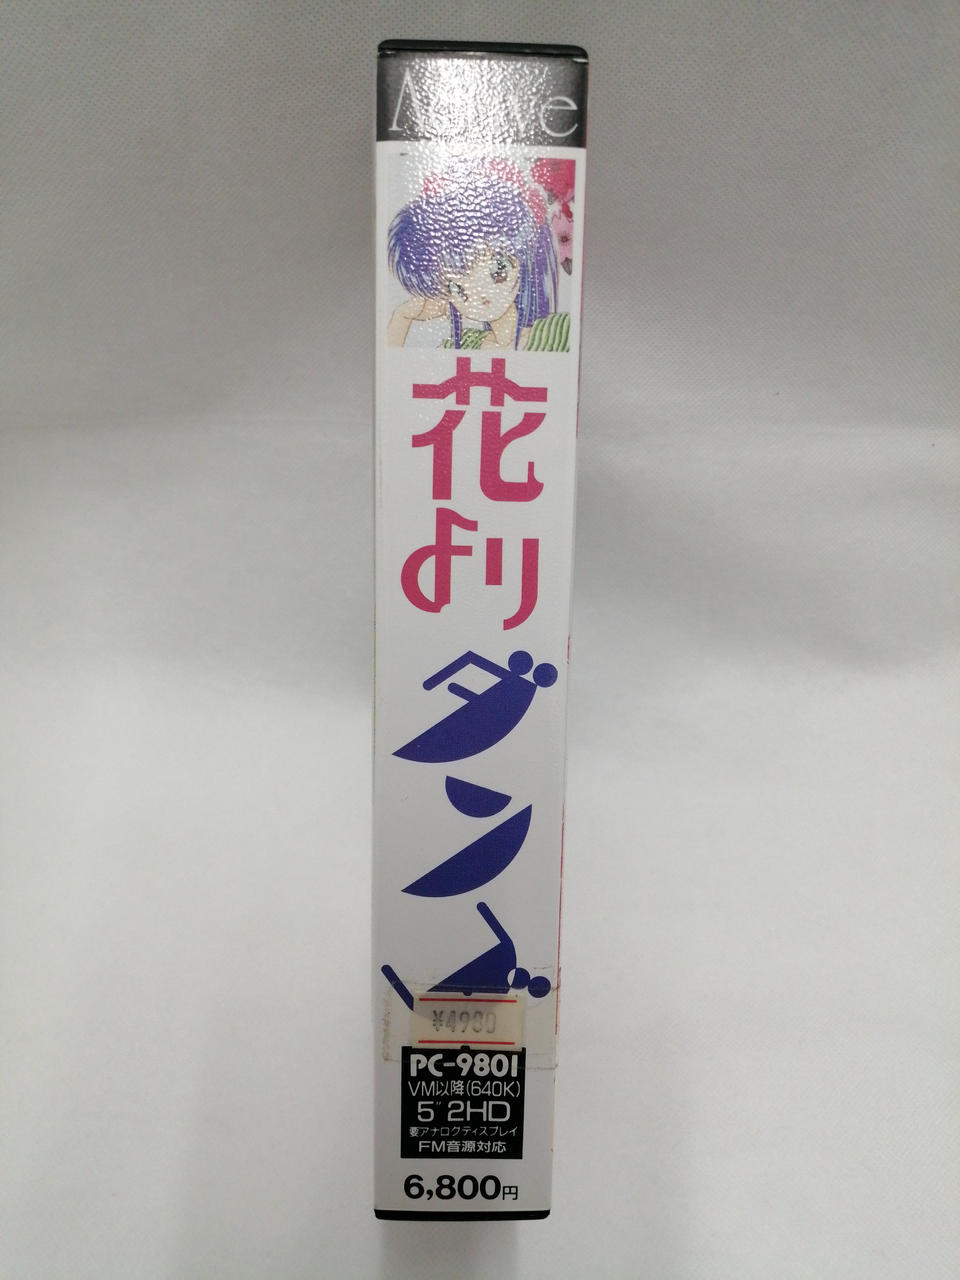 花よりダンゴ
¥4980
PC-9801
VM以降(640K)
5"2HD
要アナログディスプレイ
FM音源対応
6,800円